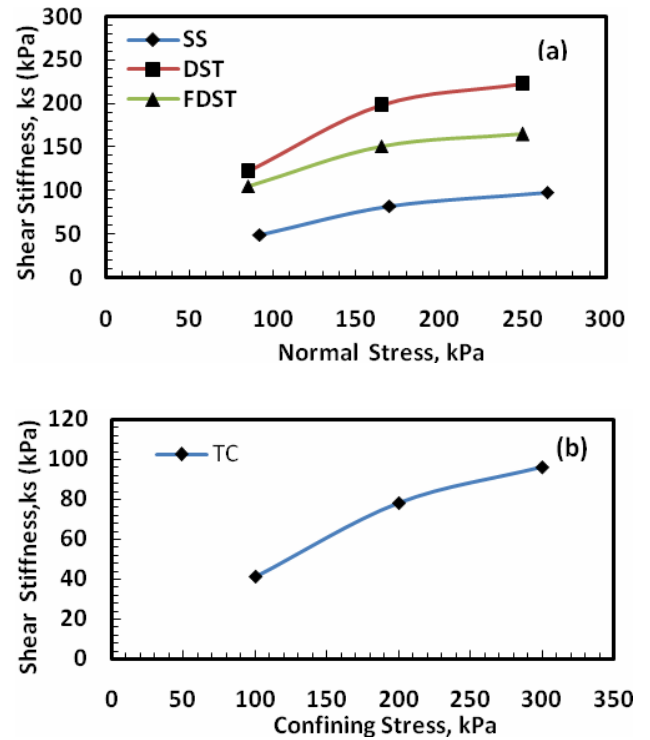 300
250
200
150
100
50
0
Shear Stiffness, ks (kPa)
SS
DST
FDST
(a)
0 50 100 150 200 250 300
Normal Stress, kPa
120
100
80
60
40
20
0
Shear Stiffness,ks (kPa)
TC
(b)
0 50 100 150 200 250 300 350
Confining Stress, kPa